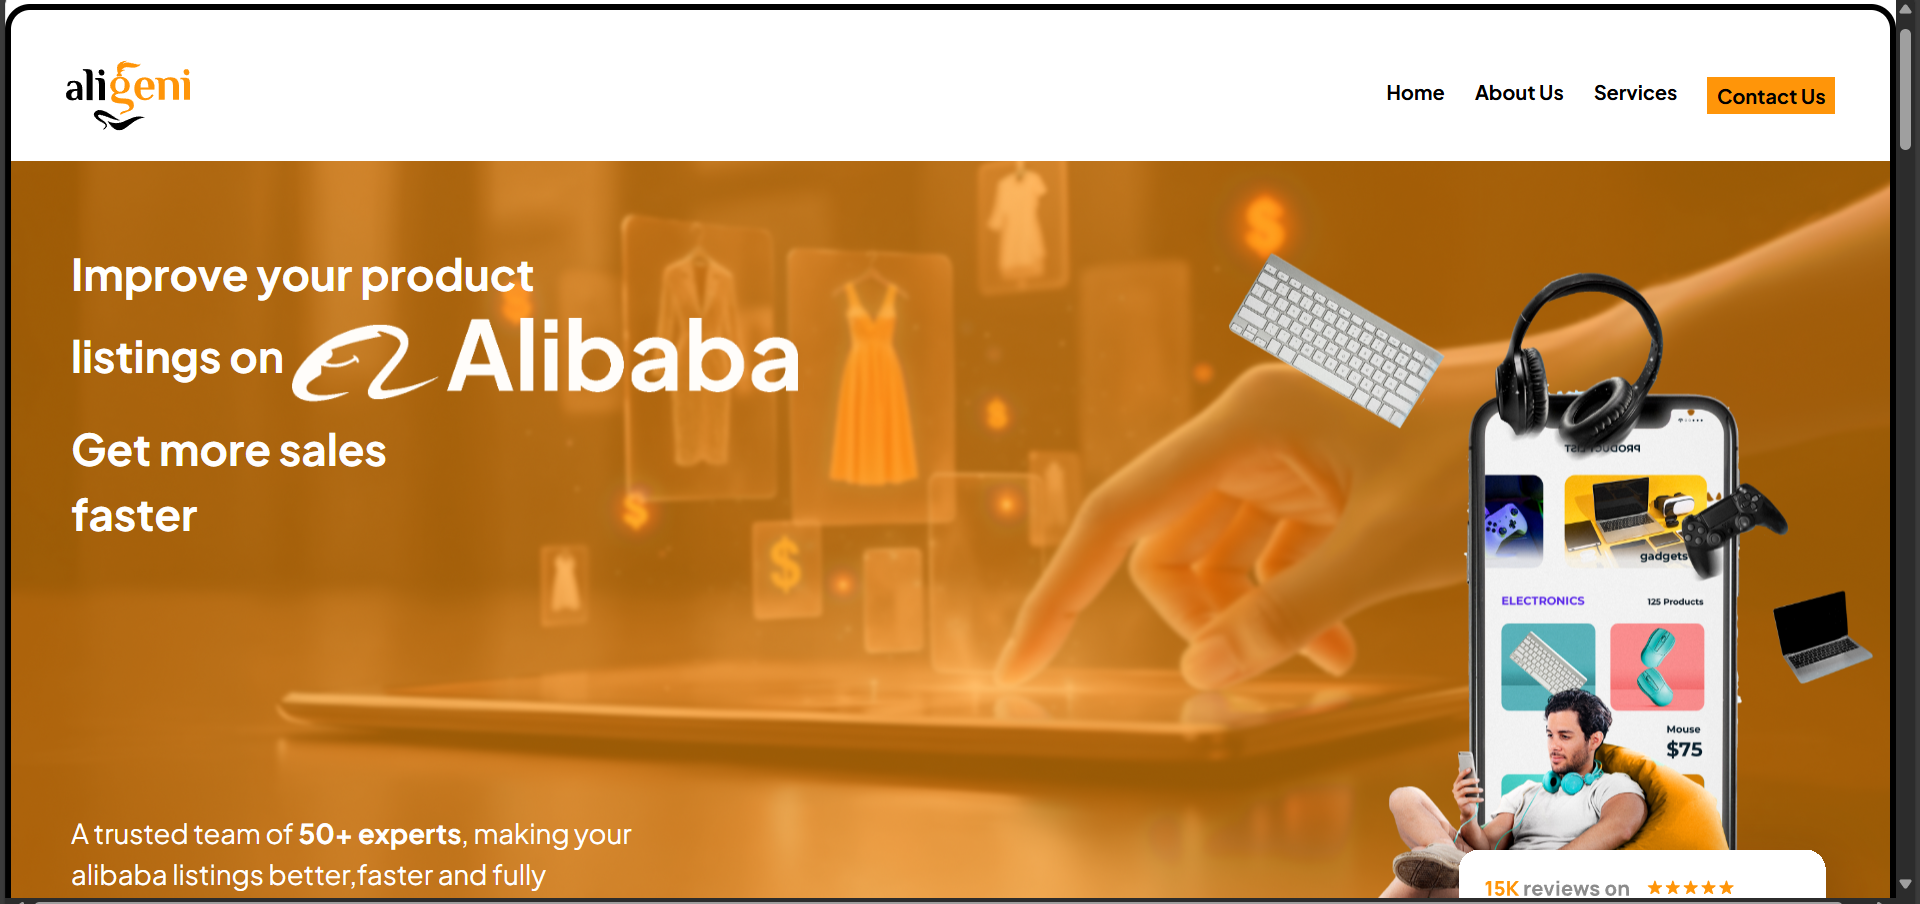 aligeni
Home
About Us
Services
Contact Us
Improve your product
listings on Alibaba
Get more sales
faster
PRODUCT LIST
gadgets
ELECTRONICS
125 Products
Mouse
$75
A trusted team of 50+ experts, making your
alibaba listings better,faster and fully
15K reviews on